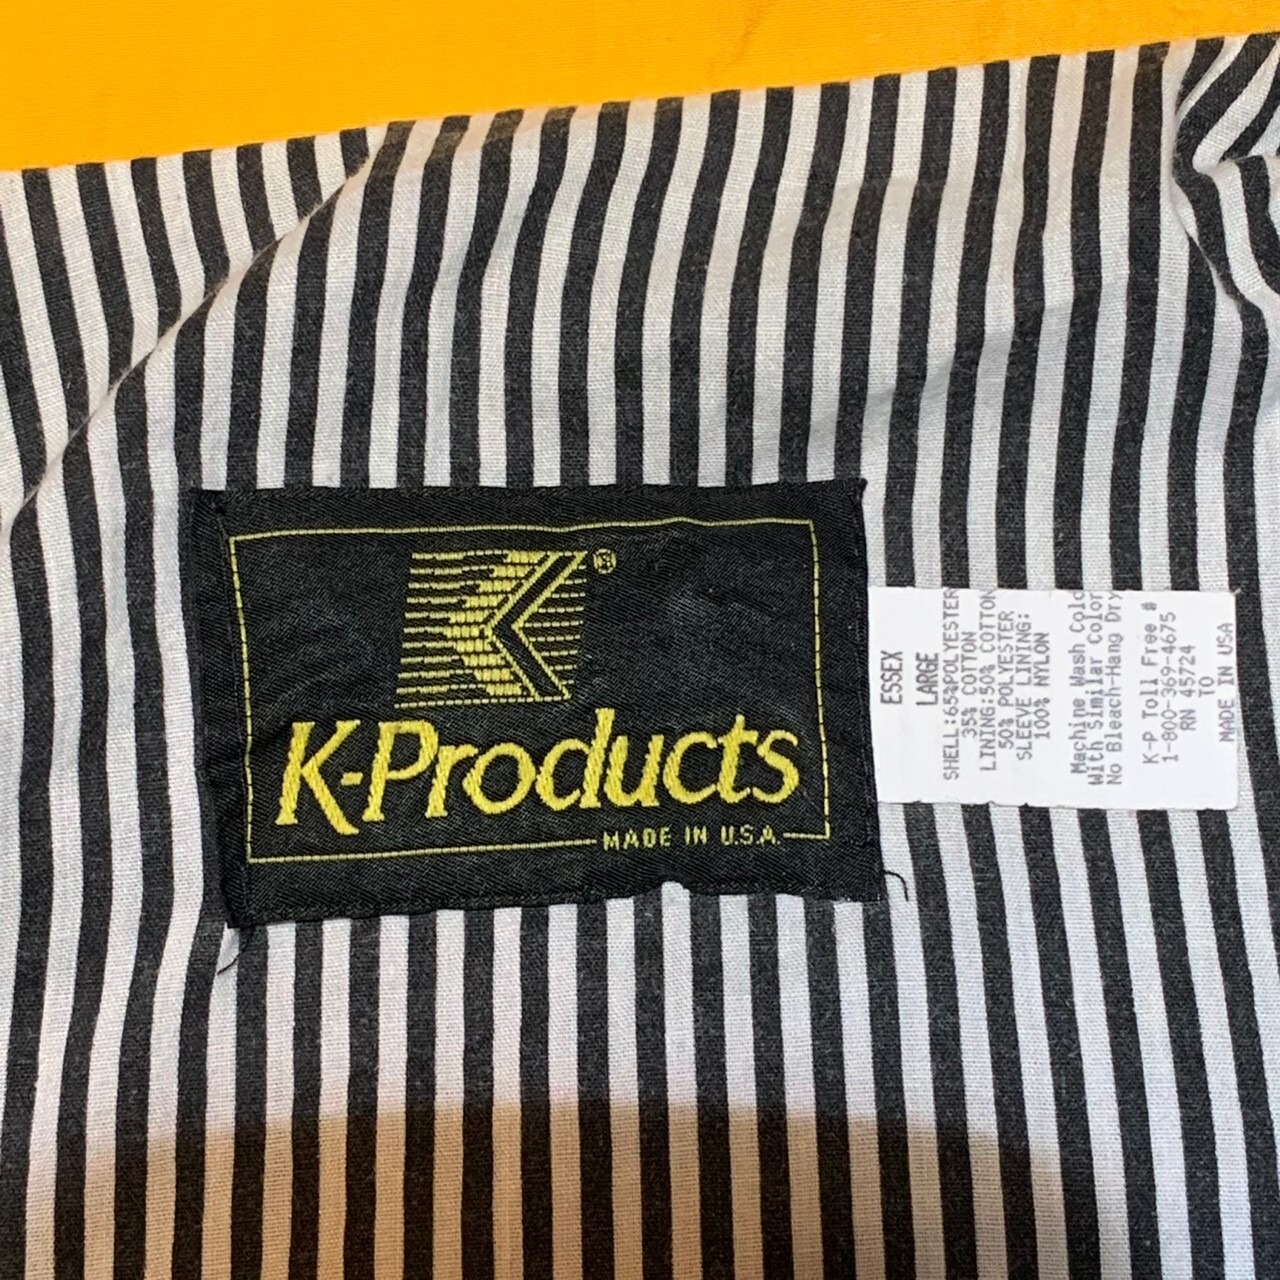 ®
K-Products
MADE IN U.S.A.
ESSEX
LARGE
SHELL:65%POLYESTER
35% COTTON
LINING:50% COTTON
50% POLYESTER
SLEEVE LINING:
100% NYLON
Machine Wash Cold
With Similar Color
No Bleach-Hang Dry
K-P Toll Free #
1-800-369-4675
RN 45724
TO
MADE IN USA